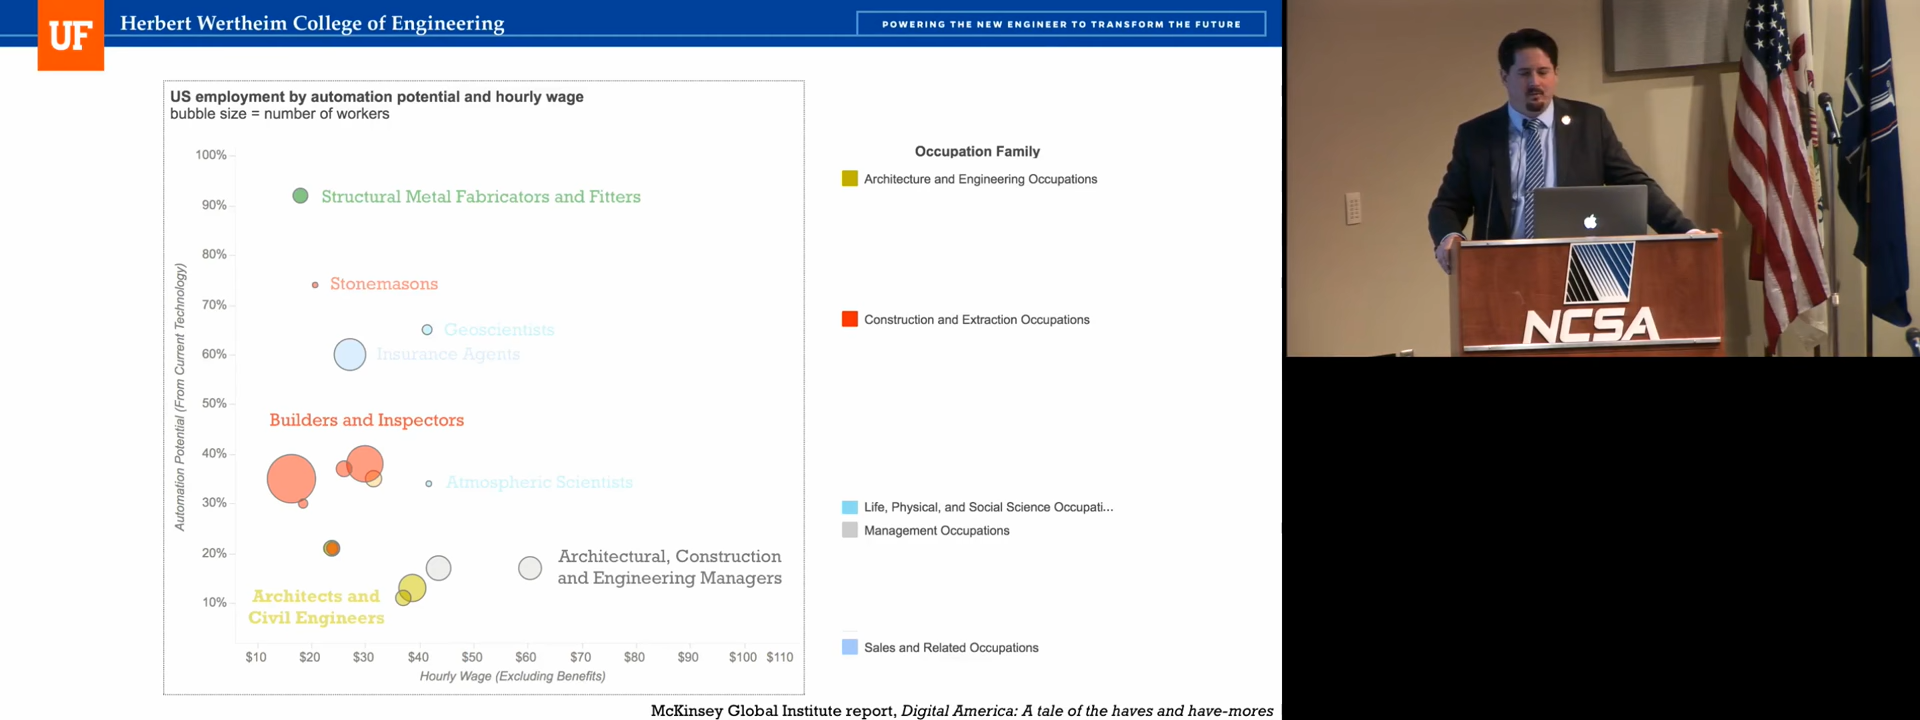 UF
Herbert Wertheim College of Engineering
POWERING THE NEW ENGINEER TO TRANSFORM THE FUTURE
US employment by automation potential and hourly wage
bubble size = number of workers
Automation Potential (From Current Technology)
100%
90%
80%
70%
60%
50%
40%
30%
20%
10%
Structural Metal Fabricators and Fitters
Stonemasons
Geoscientists
Insurance Agents
Builders and Inspectors
Atmospheric Scientists
Architectural, Construction
and Engineering Managers
Architects and
Civil Engineers
$10 $20 $30 $40 $50 $60 $70 $80 $90 $100 $110
Hourly Wage (Excluding Benefits)
Occupation Family
Architecture and Engineering Occupations
Construction and Extraction Occupations
Life, Physical, and Social Science Occupati...
Management Occupations
Sales and Related Occupations
McKinsey Global Institute report, Digital America: A tale of the haves and have-mores
NCSA